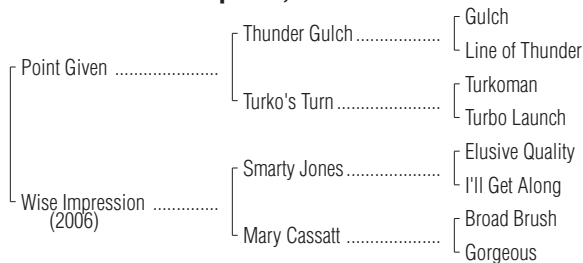 Gulch
Thunder Gulch ..................
Line of Thunder
Point Given .....................
Turkoman
Turko's Turn .....................
Turbo Launch
Elusive Quality
Smarty Jones....................
I'll Get Along
Wise Impression .............
(2006)
Broad Brush
Mary Cassatt ....................
Gorgeous